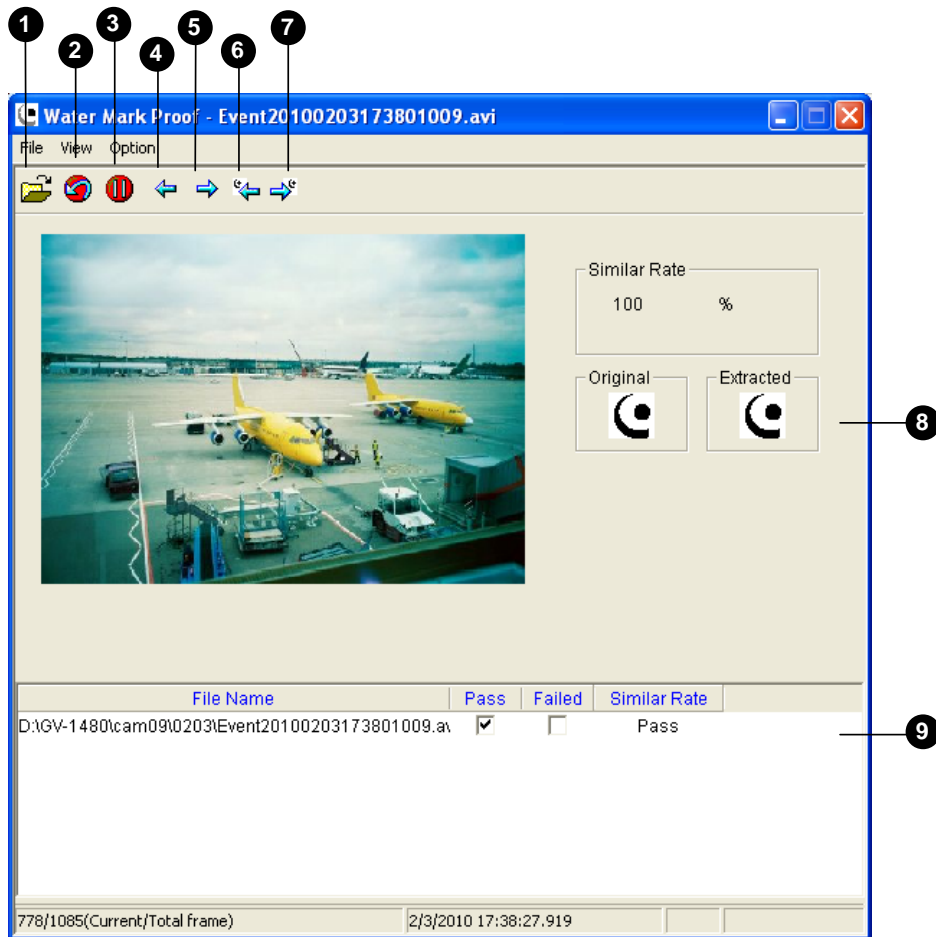 1 2 3 4 5 6 7
Water Mark Proof - Event20100203173801009.avi
File View Option
Similar Rate
100 %
Original Extracted
8
File Name Pass Failed Similar Rate
D:\GV-1480\cam09\0203\Event20100203173801009.a\ Pass
9
778/1085(Current/Total frame) 2/3/2010 17:38:27.919